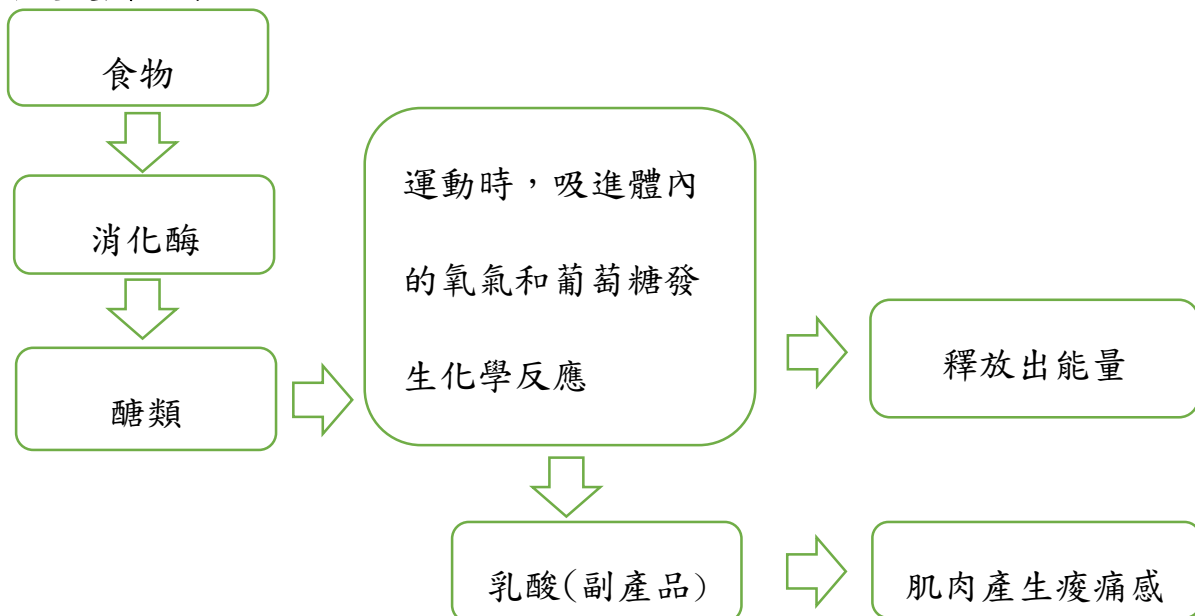 食物
消化酶
醣類
運動時，吸進體內
的氧氣和葡萄糖發
生化學反應
釋放出能量
乳酸(副產品)
肌肉產生痠痛感